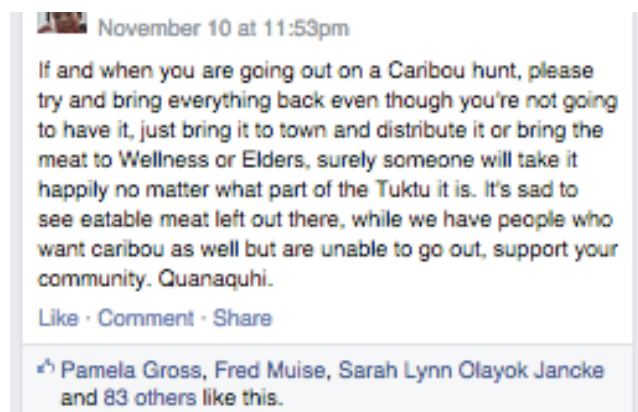 November 10 at 11:53pm
If and when you are going out on a Caribou hunt, please
try and bring everything back even though you're not going
to have it, just bring it to town and distribute it or bring the
meat to Wellness or Elders, surely someone will take it
happily no matter what part of the Tuktu it is. It's sad to
see eatable meat left out there, while we have people who
want caribou as well but are unable to go out, support your
community. Quanaquhi.
Like · Comment · Share
Pamela Gross, Fred Muise, Sarah Lynn Olayok Jancke
and 83 others like this.